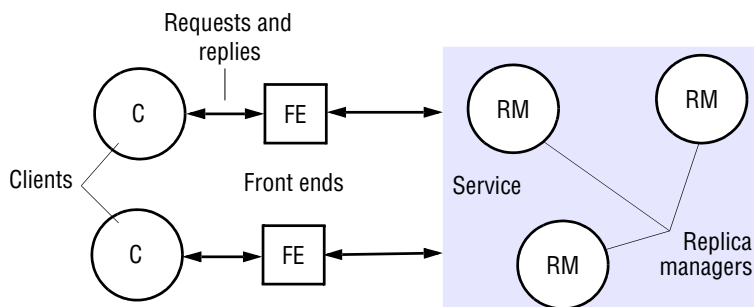 Requests and
replies
C
FE
RM
RM
Clients
Front ends
Service
C
FE
RM
Replica
managers